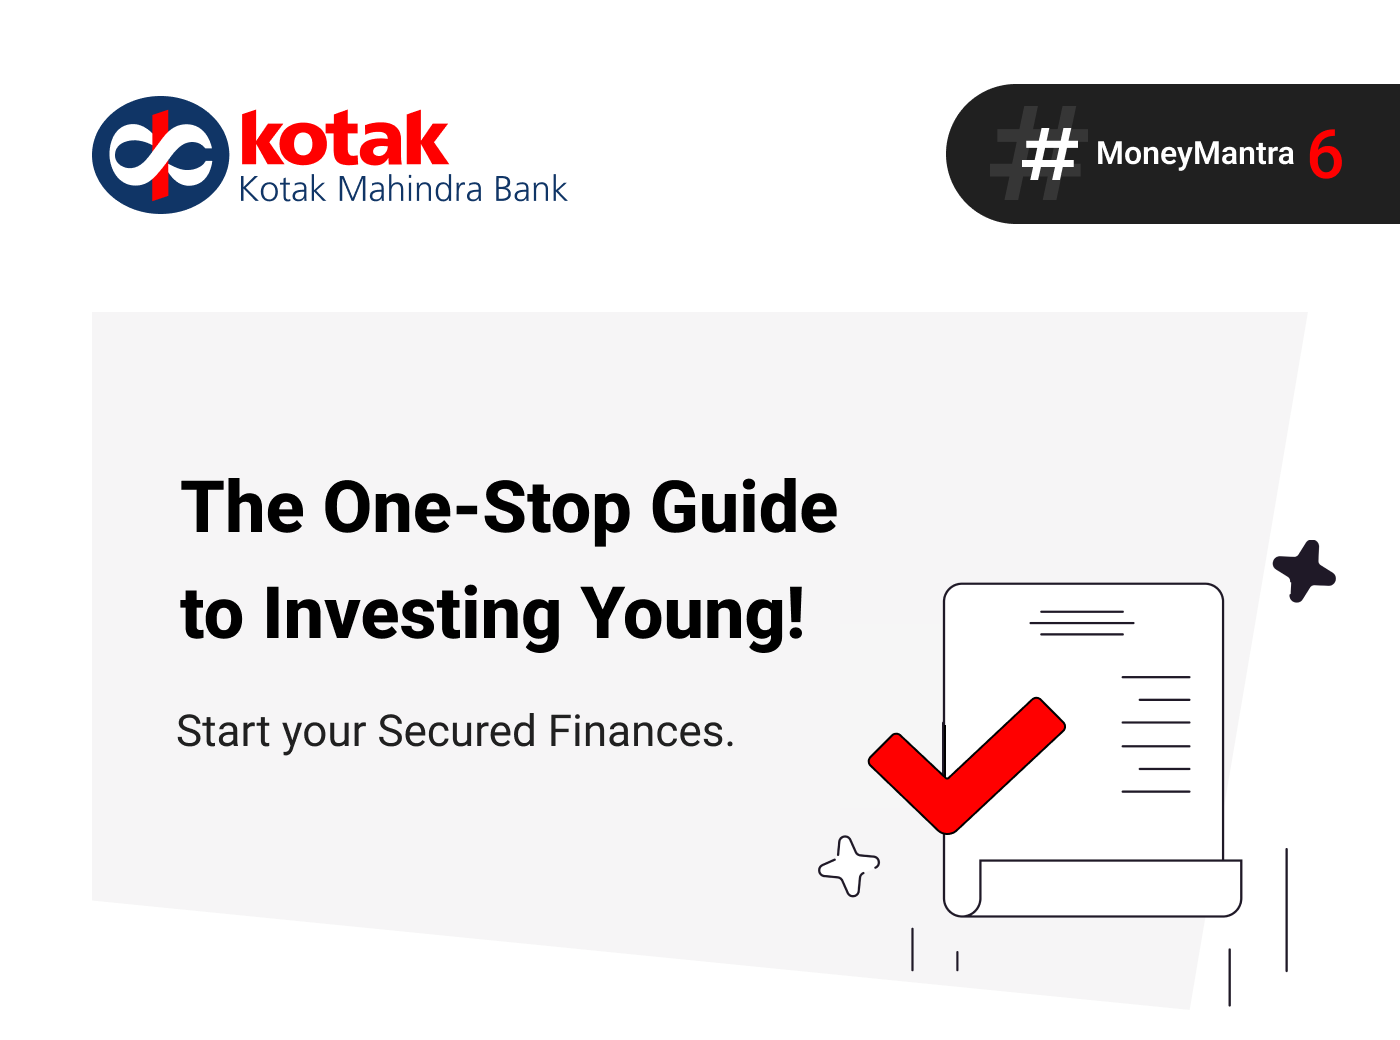 kotak
Kotak Mahindra Bank
# MoneyMantra 6
The One-Stop Guide
to Investing Young!
Start your Secured Finances.